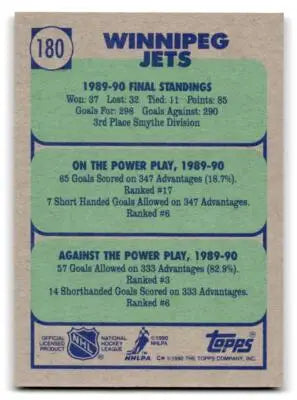 180
WINNIPEG
JETS
1989-90 FINAL STANDINGS
Won: 37 Lost: 32 Tied: 11 Points: 85
Goals For: 298 Goals Against: 290
3rd Place Smythe Division
ON THE POWER PLAY, 1989-90
65 Goals Scored on 347 Advantages (18.7%).
Ranked #17
7 Short Handed Goals Allowed on 347 Advantages.
Ranked #6
AGAINST THE POWER PLAY, 1989-90
57 Goals Allowed on 333 Advantages (82.9%).
Ranked #3
14 Shorthanded Goals Scored on 333 Advantages.
Ranked #6
OFFICIAL LICENSED PRODUCT
NHL
NATIONAL HOCKEY LEAGUE
©1990
NHLPA
TOPPS
C* ©1990 THE TOPPS COMPANY, INC.